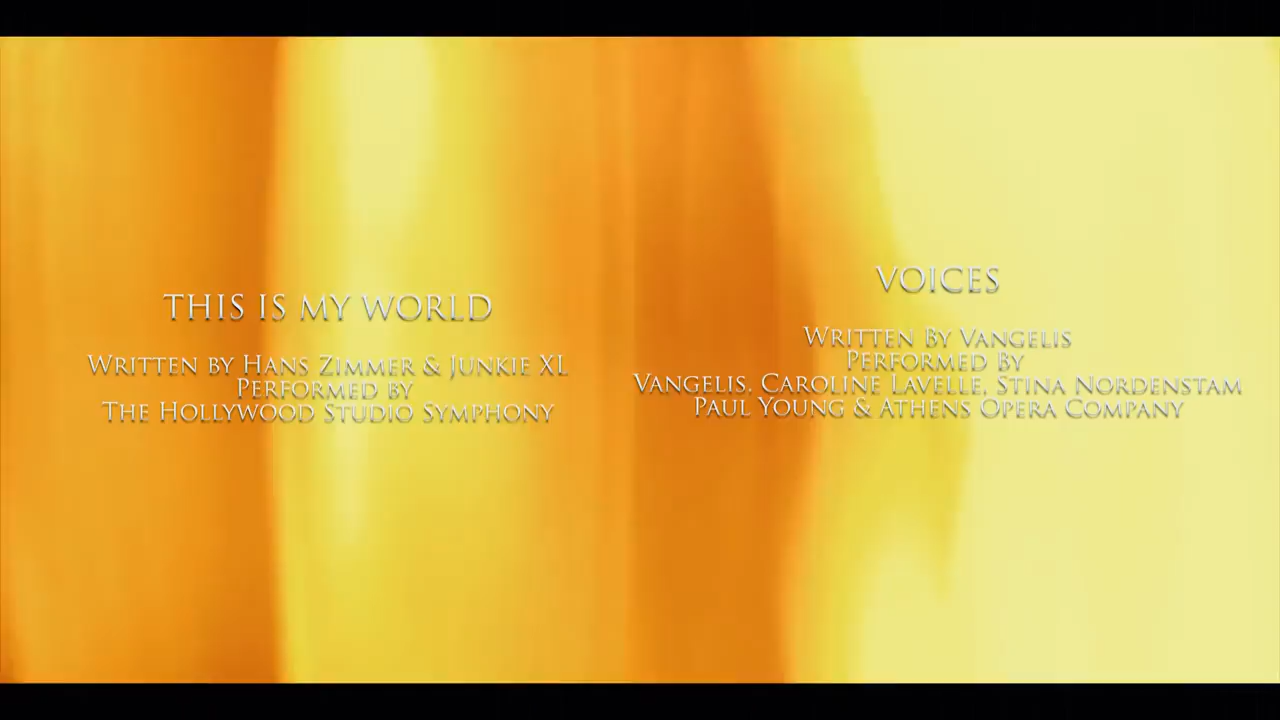 THIS IS MY WORLD
WRITTEN BY HANS ZIMMER & JUNKIE XL
PERFORMED BY
THE HOLLYWOOD STUDIO SYMPHONY
VOICES
WRITTEN BY VANGELIS
PERFORMED BY
VANGELIS, CAROLINE LAVELLE, STINA NORDENSTAM
PAUL YOUNG & ATHENS OPERA COMPANY